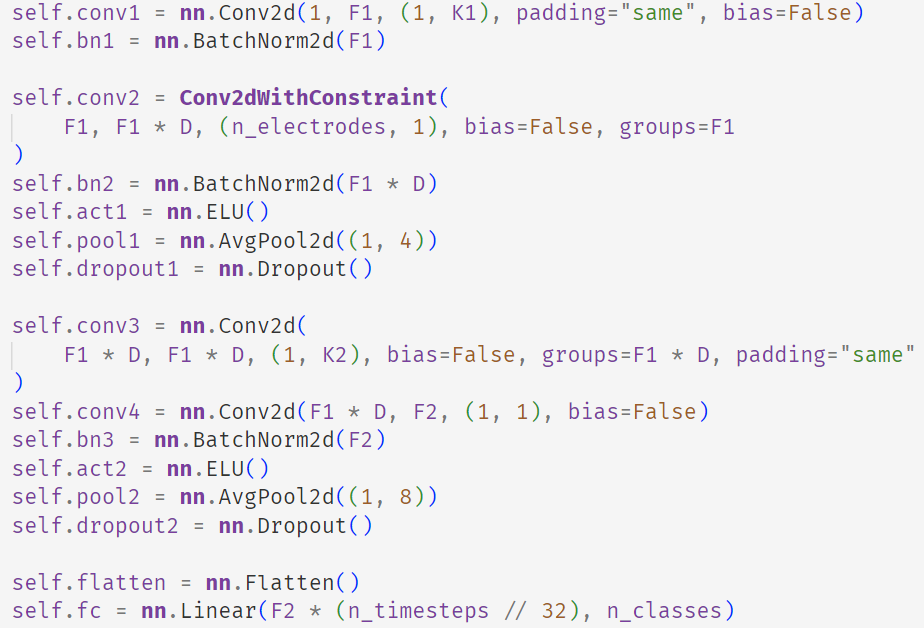 self.conv1 = nn.Conv2d(1, F1, (1, K1), padding="same", bias=False)
self.bn1 = nn.BatchNorm2d(F1)

self.conv2 = Conv2dWithConstraint(
    F1, F1 * D, (n_electrodes, 1), bias=False, groups=F1
)
self.bn2 = nn.BatchNorm2d(F1 * D)
self.act1 = nn.ELU()
self.pool1 = nn.AvgPool2d((1, 4))
self.dropout1 = nn.Dropout()

self.conv3 = nn.Conv2d(
    F1 * D, F1 * D, (1, K2), bias=False, groups=F1 * D, padding="same"
)
self.conv4 = nn.Conv2d(F1 * D, F2, (1, 1), bias=False)
self.bn3 = nn.BatchNorm2d(F2)
self.act2 = nn.ELU()
self.pool2 = nn.AvgPool2d((1, 8))
self.dropout2 = nn.Dropout()

self.flatten = nn.Flatten()
self.fc = nn.Linear(F2 * (n_timesteps // 32), n_classes)